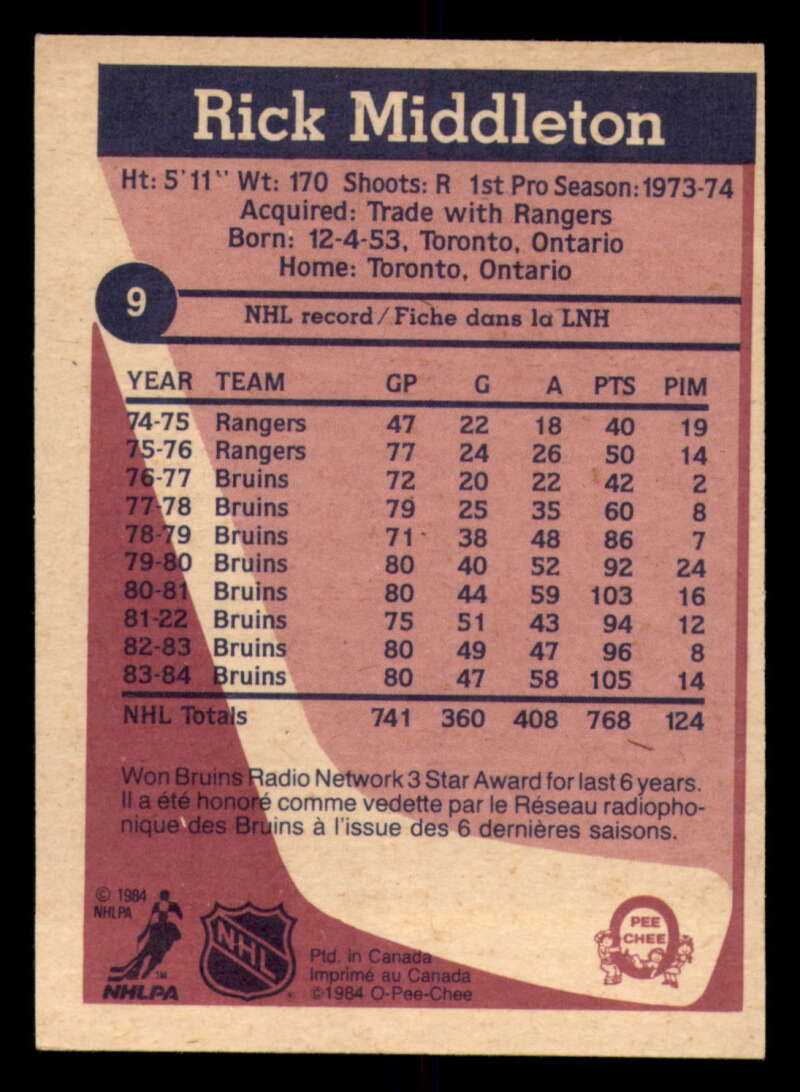 Rick Middleton
Ht: 5'11" Wt: 170 Shoots: R 1st Pro Season: 1973-74
Acquired: Trade with Rangers
Born: 12-4-53, Toronto, Ontario
Home: Toronto, Ontario
9
NHL record/Fiche dans la LNH
YEAR TEAM GP G A PTS PIM
74-75 Rangers 47 22 18 40 19
75-76 Rangers 77 24 26 50 14
76-77 Bruins 72 20 22 42 2
77-78 Bruins 79 25 35 60 8
78-79 Bruins 71 38 48 86 7
79-80 Bruins 80 40 52 92 24
80-81 Bruins 80 44 59 103 16
81-22 Bruins 75 51 43 94 12
82-83 Bruins 80 49 47 96 8
83-84 Bruins 80 47 58 105 14
NHL Totals 741 360 408 768 124
Won Bruins Radio Network 3 Star Award for last 6 years.
Il a été honoré comme vedette par le Réseau radiopho-
nique des Bruins à l'issue des 6 dernières saisons.
© 1984
NHLPA
TM
NHLPA
NHL
Ptd. in Canada
Imprimé au Canada
©1984 O-Pee-Chee
PEE
CHEE